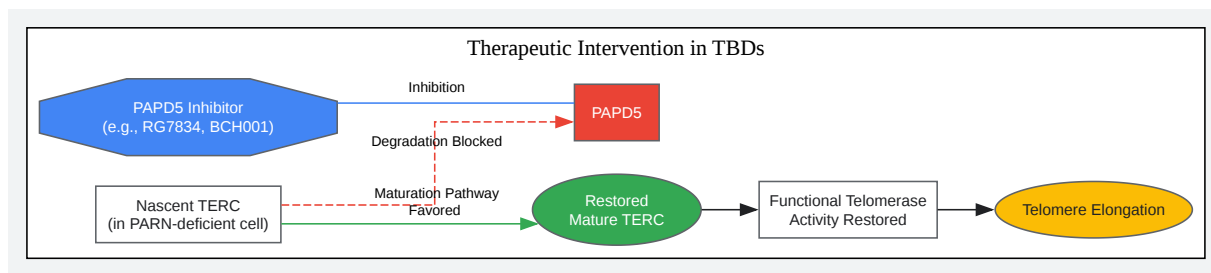 Therapeutic Intervention in TBDs
PAPD5 Inhibitor
(e.g., RG7834, BCH001)
Inhibition
PAPD5
Degradation Blocked
Nascent TERC
(in PARN-deficient cell)
Maturation Pathway
Favored
Restored
Mature TERC
Functional Telomerase
Activity Restored
Telomere Elongation